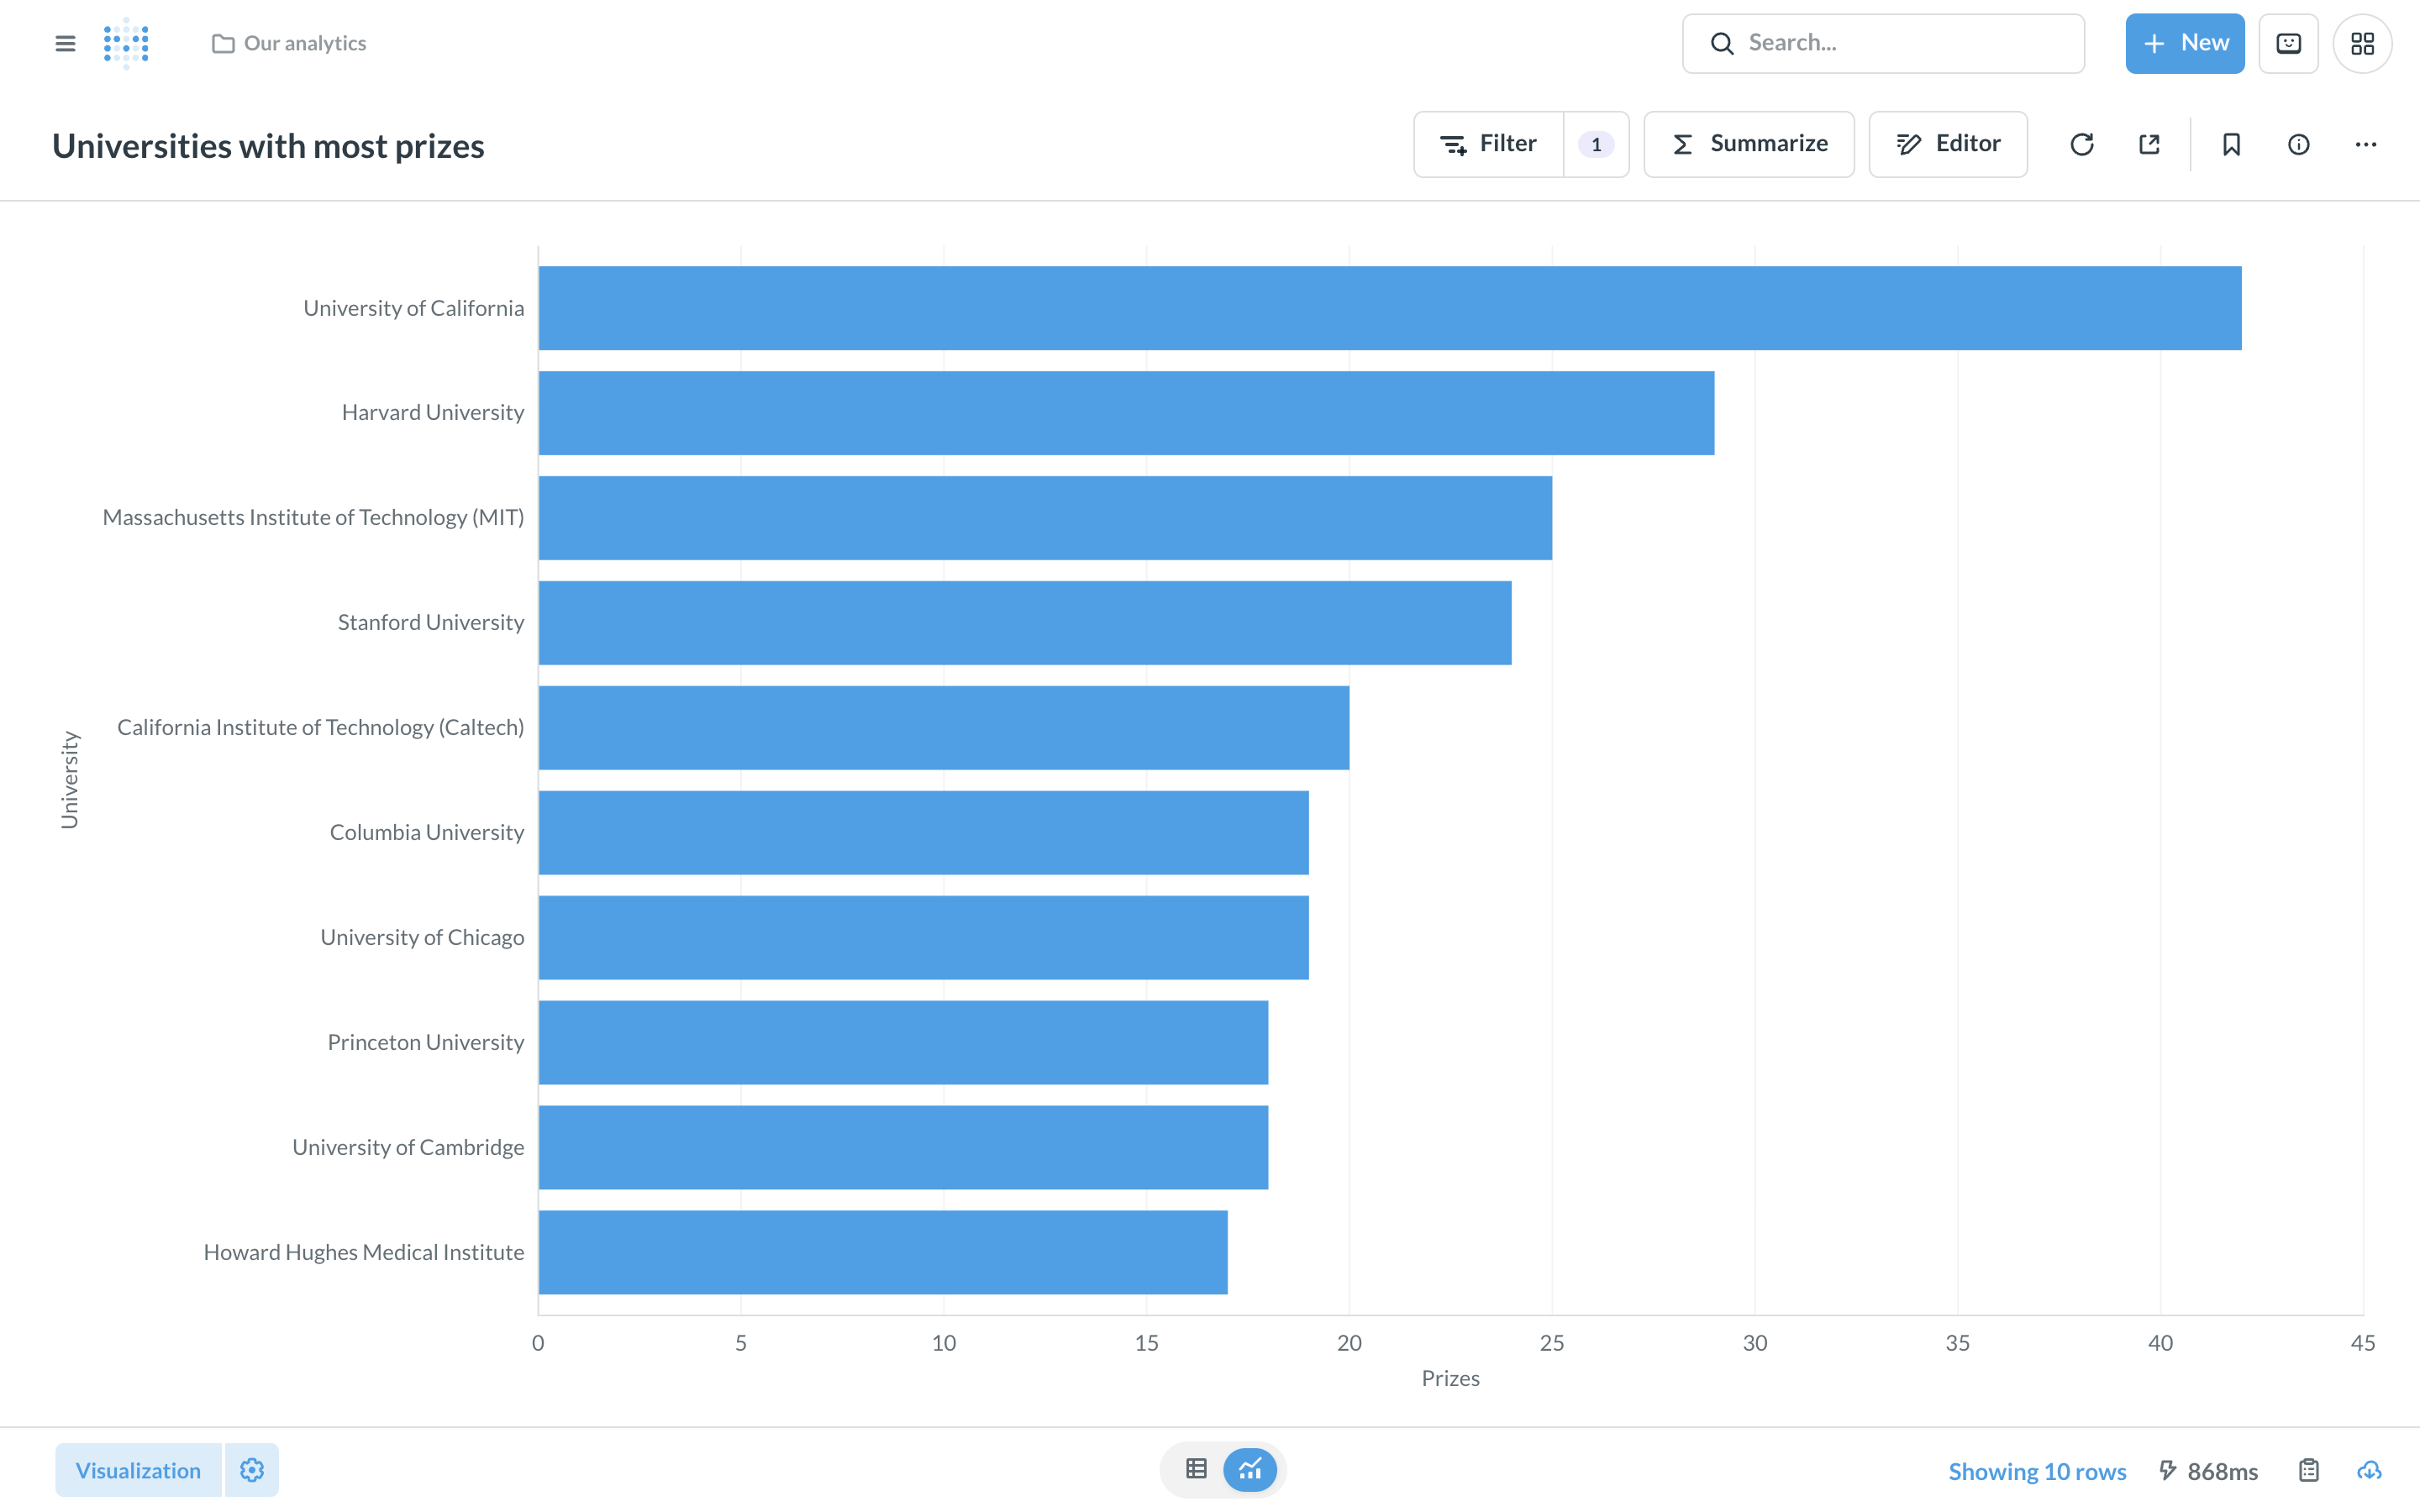 Our analytics
Search...
New
Universities with most prizes
Filter
1
Summarize
Editor
University
University of California
Harvard University
Massachusetts Institute of Technology (MIT)
Stanford University
California Institute of Technology (Caltech)
Columbia University
University of Chicago
Princeton University
University of Cambridge
Howard Hughes Medical Institute
0 5 10 15 20 25 30 35 40 45
Prizes
Visualization
Showing 10 rows
868ms